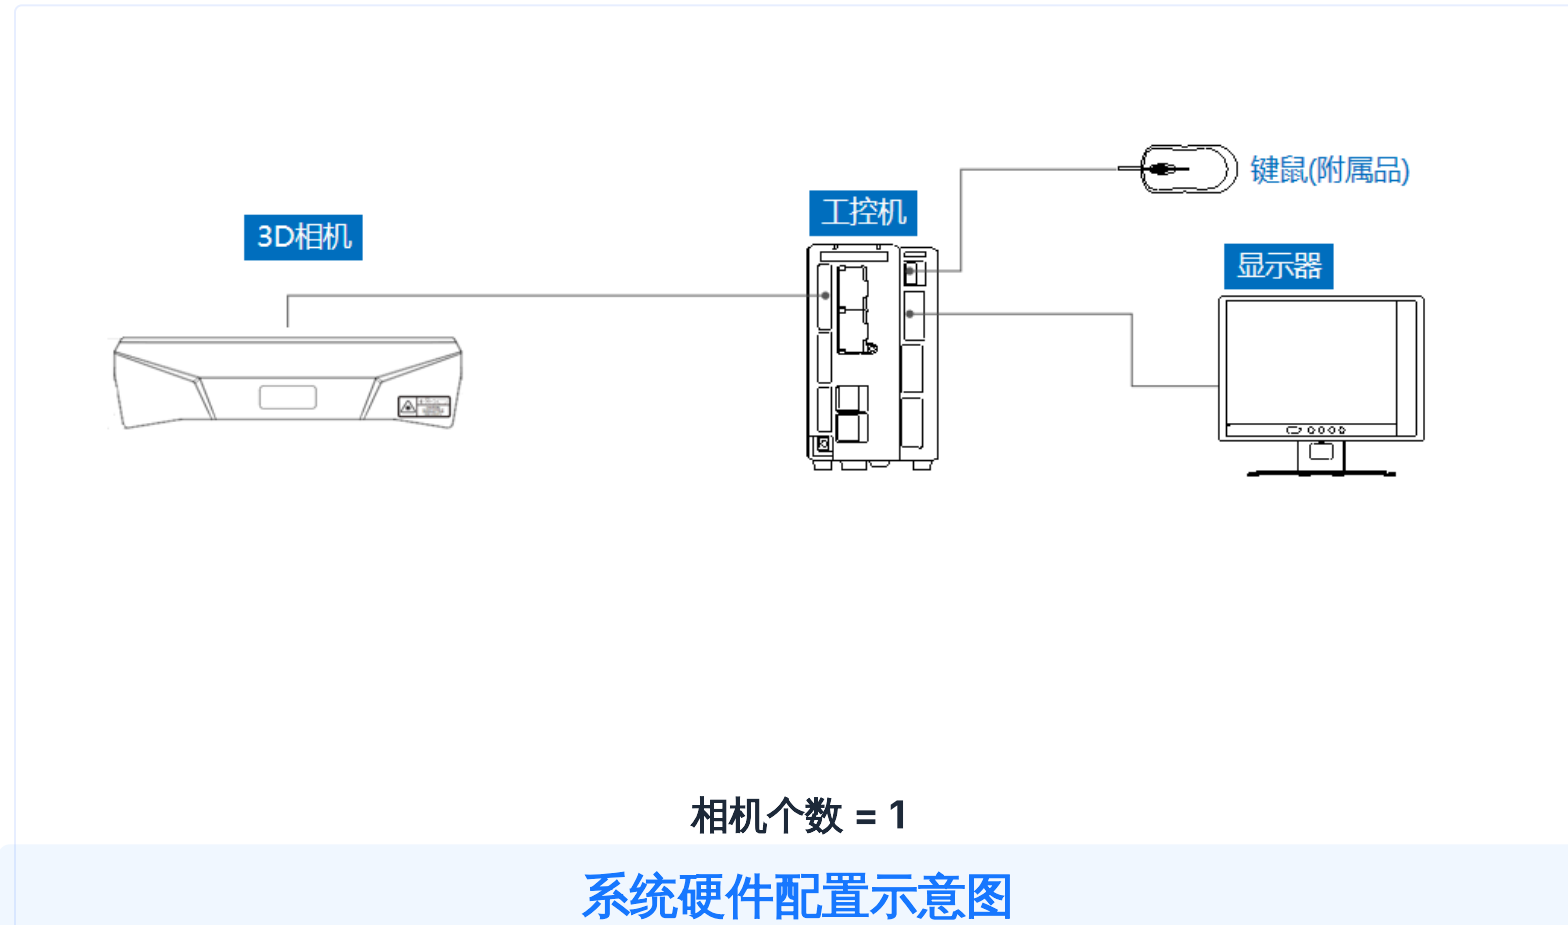 键鼠(附属品)
工控机
3D相机
显示器
相机个数 = 1
系统硬件配置示意图